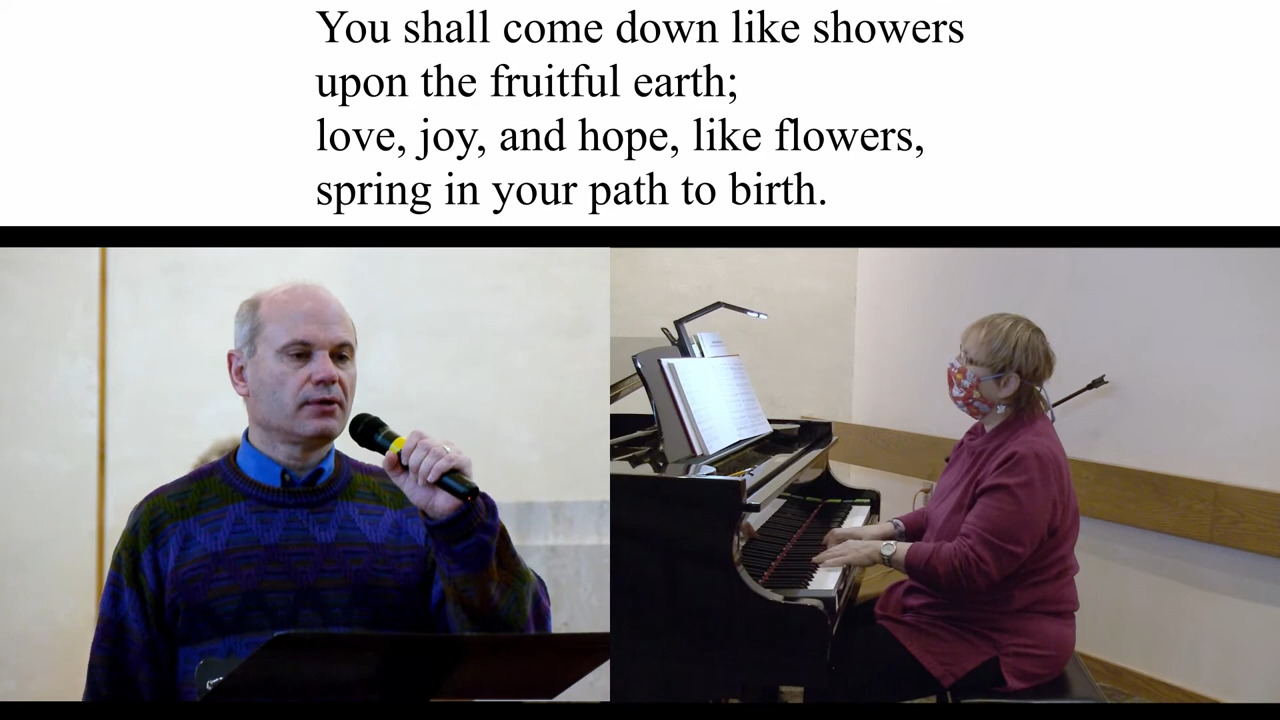 You shall come down like showers
upon the fruitful earth;
love, joy, and hope, like flowers,
spring in your path to birth.